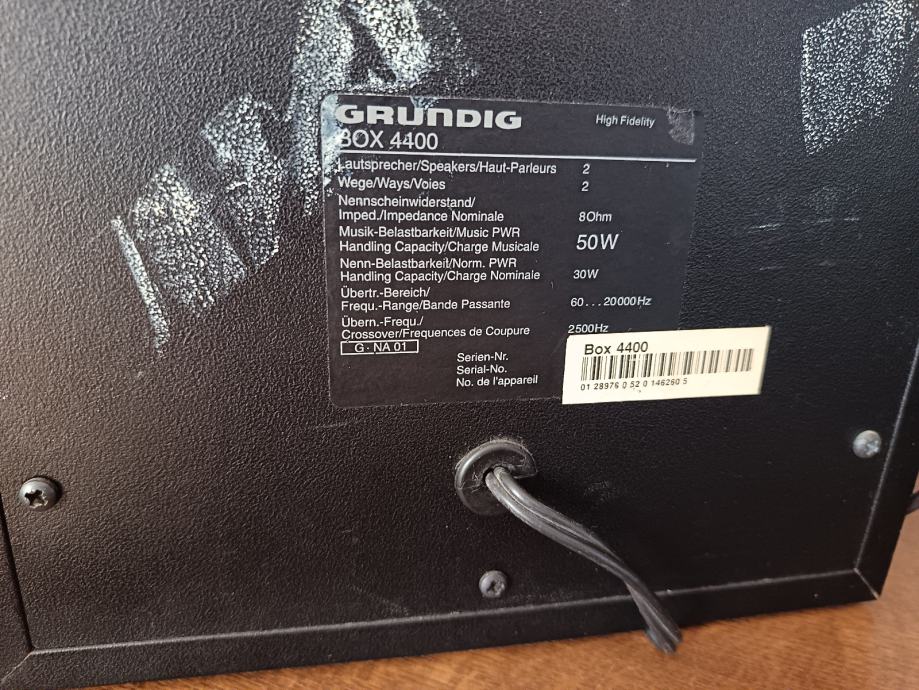 GRUNDIG High Fidelity
BOX 4400
Lautsprecher/Speakers/Haut-Parleurs 2
Wege/Ways/Voies 2
Nennscheinwiderstand/
Imped./Impedance Nominale 8Ohm
Musik-Belastbarkeit/Music PWR
Handling Capacity/Charge Musicale 50W
Nenn-Belastbarkeit/Norm. PWR
Handling Capacity/Charge Nominale 30W
Übertr.-Bereich/
Frequ.-Range/Bande Passante 60...20000Hz
Übern.-Frequ./
Crossover/Frequences de Coupure 2500Hz
G·NA 01
Serien-Nr.
Serial-No.
No. de l'appareil
Box 4400
01 28976 0 52 0 146260 5